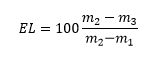 EL = 100 (m₂ − m₃)/(m₂−m₁)